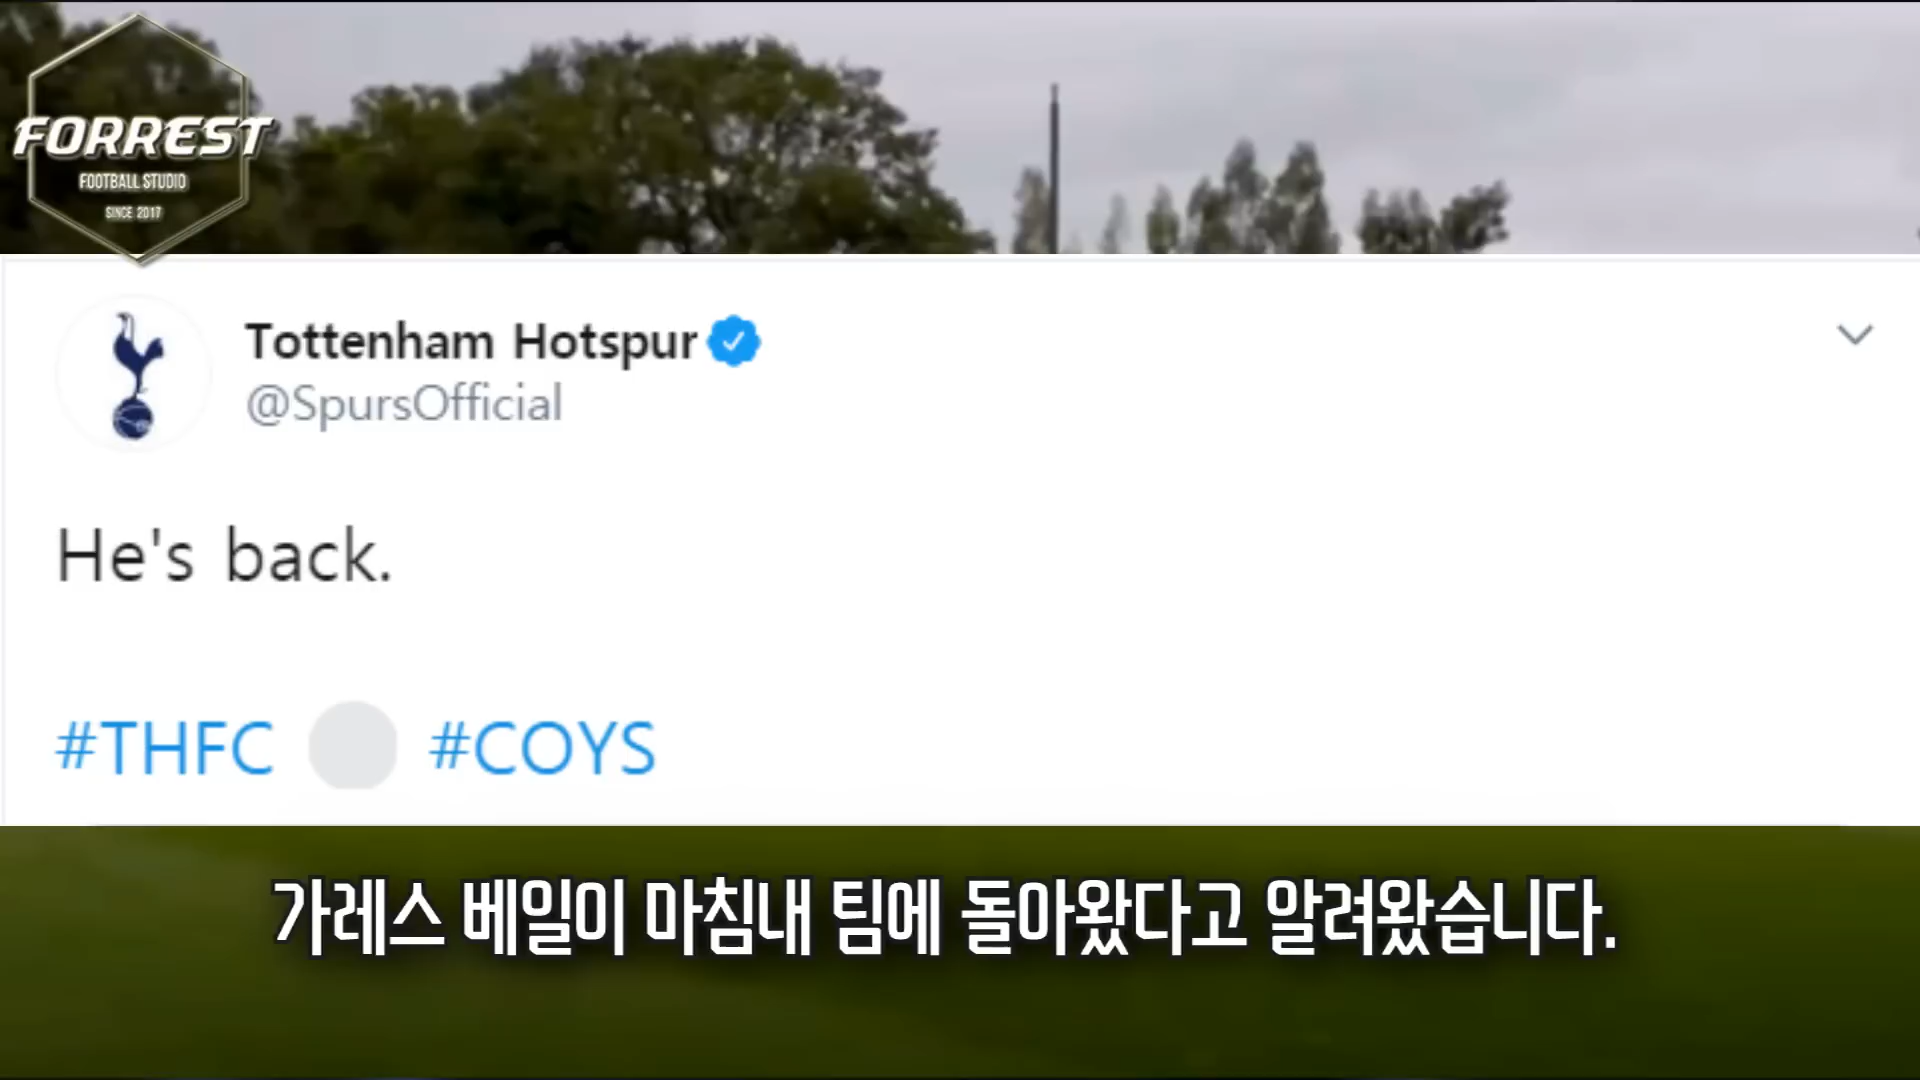 FORREST
FOOTBALL STUDIO
SINCE 2017
Tottenham Hotspur
@SpursOfficial
He's back.
#THFC #COYS
가레스 베일이 마침내 팀에 돌아왔다고 알려왔습니다.